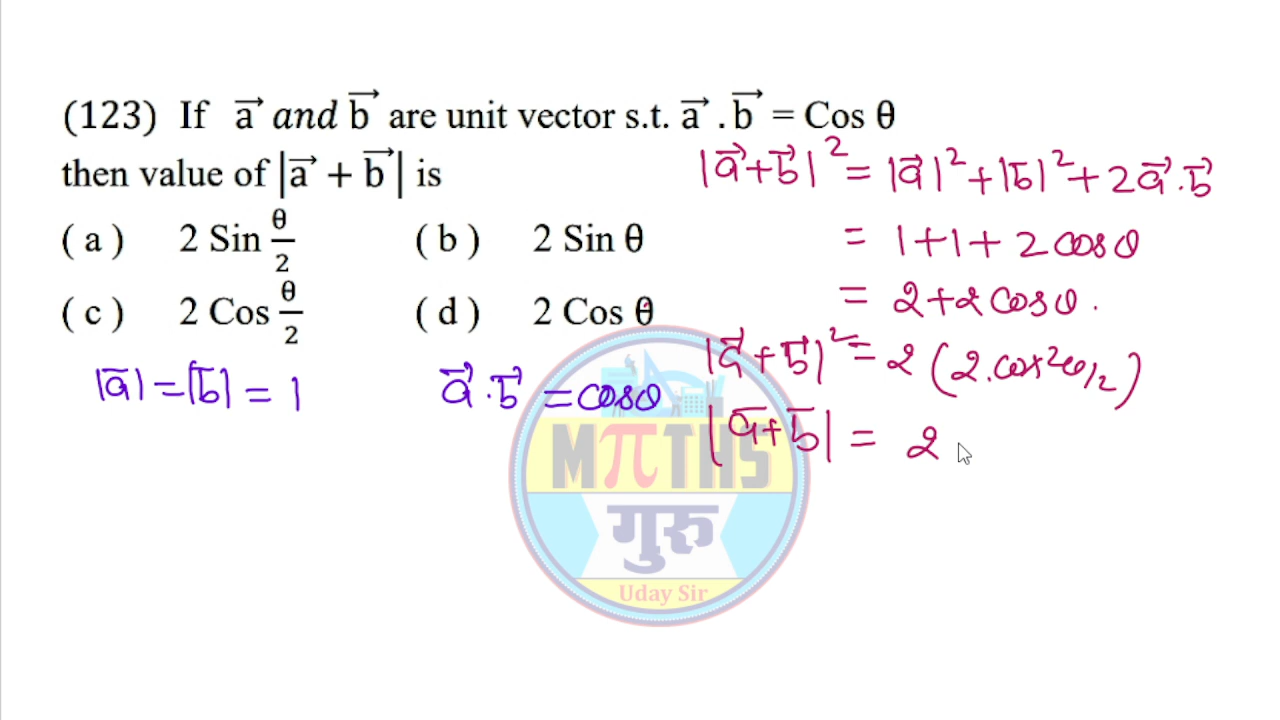 (123) If a⃗ and b⃗ are unit vector s.t. a⃗ . b⃗ = Cos θ
then value of |a⃗ + b⃗| is
( a ) 2 Sin θ/2 ( b ) 2 Sin θ
( c ) 2 Cos θ/2 ( d ) 2 Cos θ
|a̅| = |b̅| = 1 a⃗ . b⃗ = cosθ
|a⃗+b⃗|² = |a⃗|² + |b̅|² + 2a⃗.b⃗
= 1+1+2cosθ
= 2+2cosθ.
|a⃗+b⃗|² = 2(2.cos²θ/2)
|a̅+b̅| = 2
MπTHS
गुरु
Uday Sir